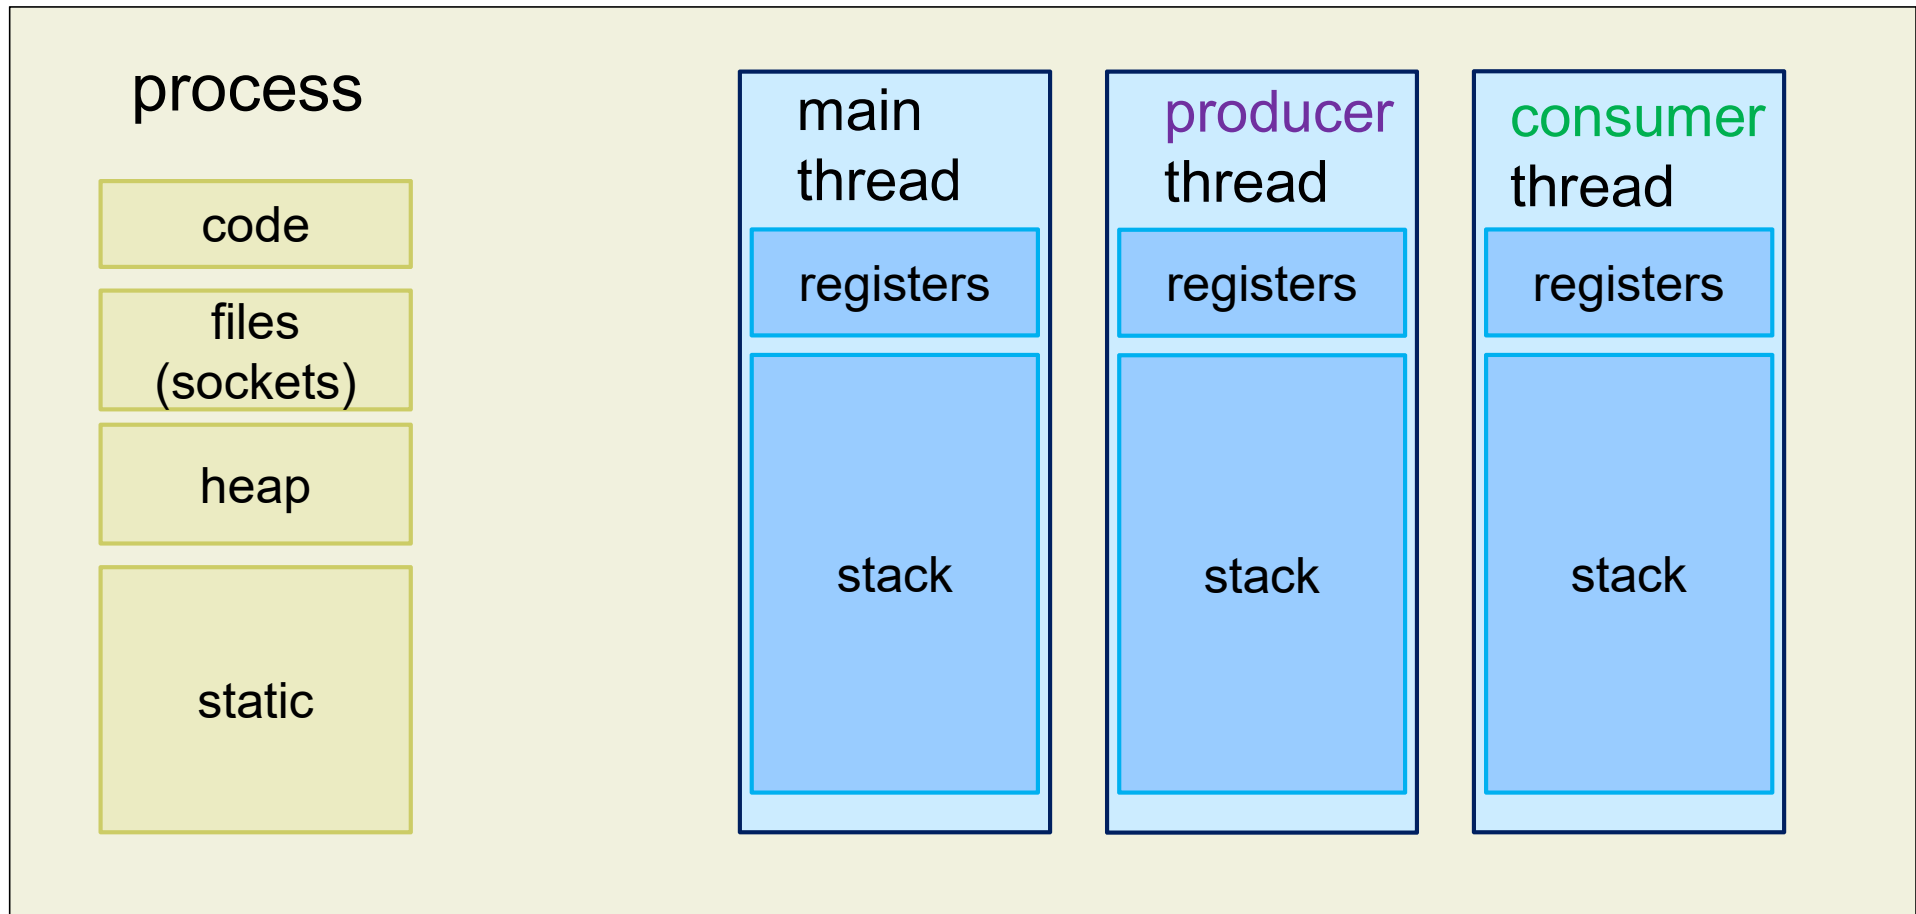 process
code
files
(sockets)
heap
static
main
thread
registers
stack
producer
thread
registers
stack
consumer
thread
registers
stack